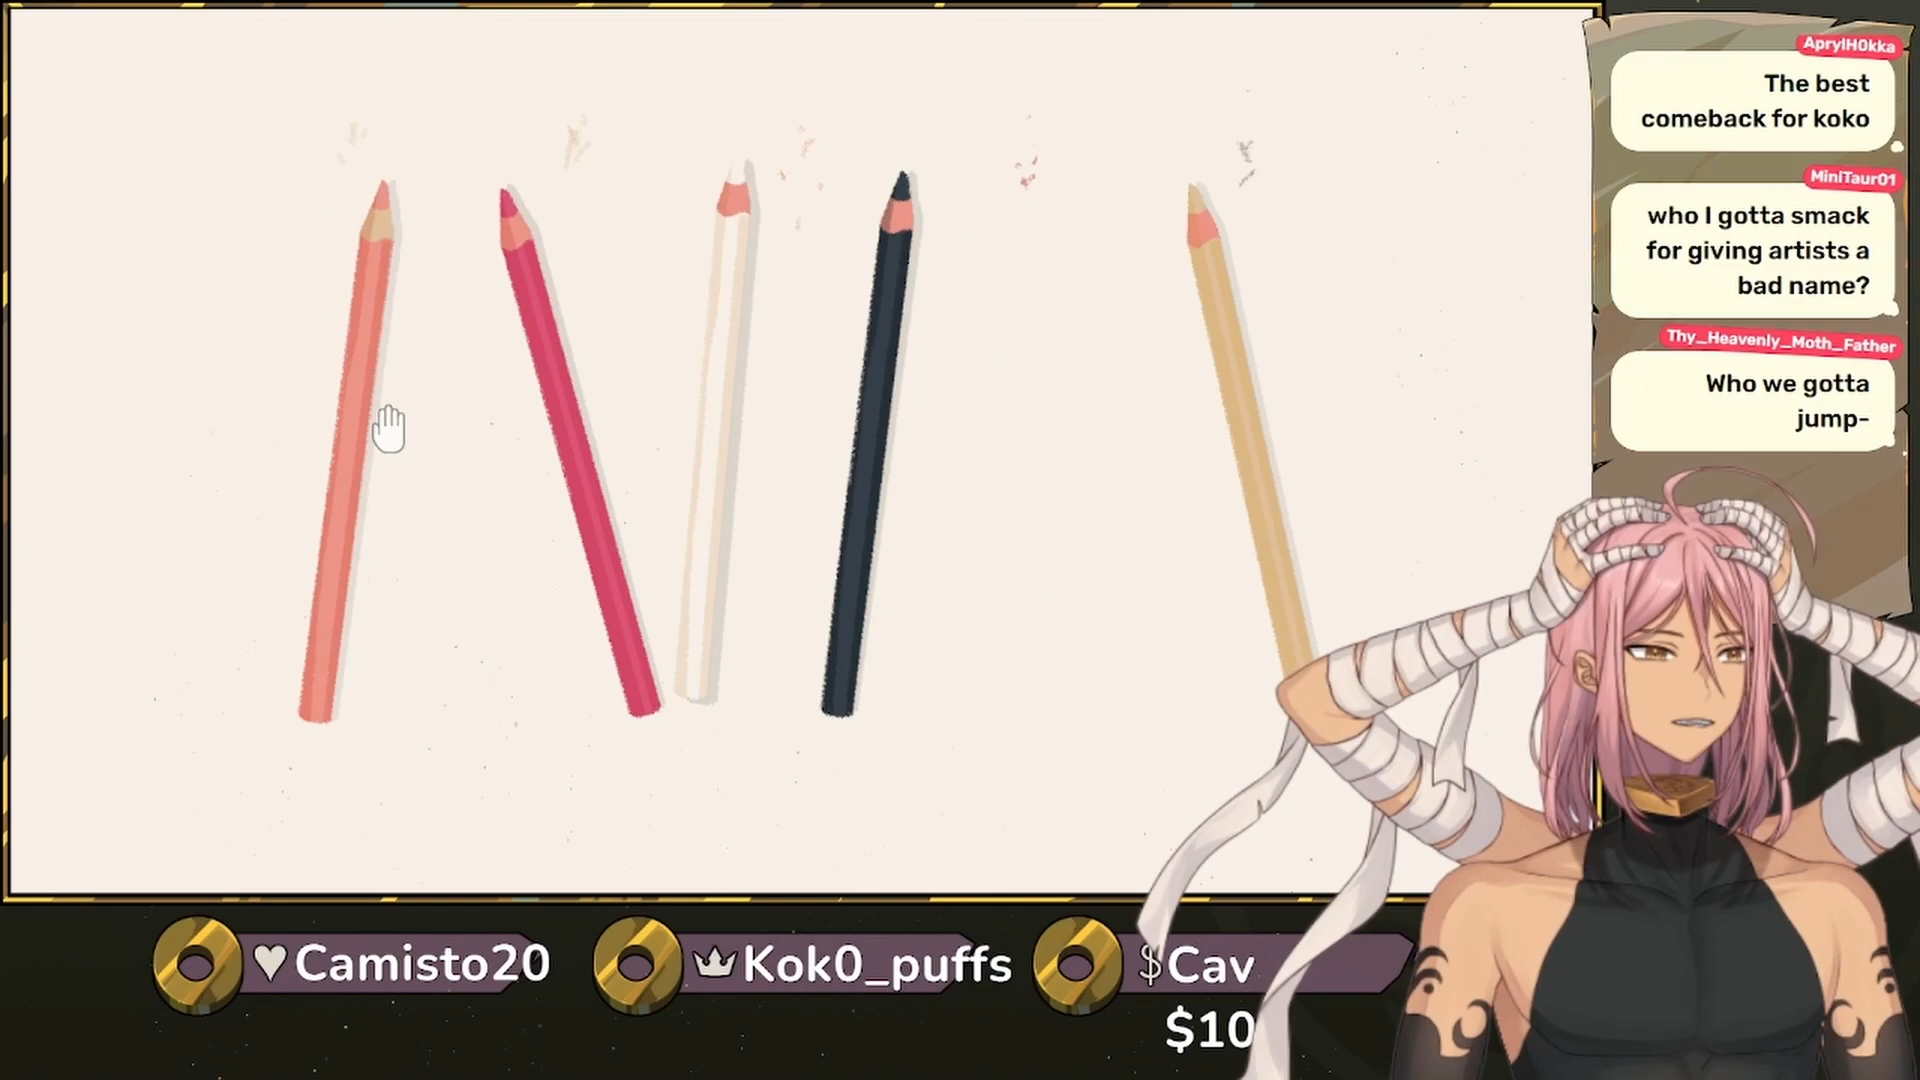 AprylH0kka
The best
comeback for koko
MiniTaur01
who I gotta smack
for giving artists a
bad name?
Thy_Heavenly_Moth_Father
Who we gotta
jump-
Camisto20
Kok0_puffs
$Cav
$10